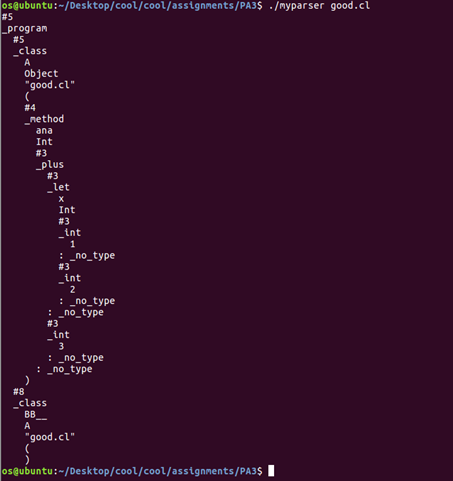 os@ubuntu:~/Desktop/cool/cool/assignments/PA3$ ./myparser good.cl
#5
_program
  #5
  _class
    A
    Object
    "good.cl"
    (
    #4
    _method
      ana
      Int
      #3
      _plus
        #3
        _let
          x
          Int
          #3
          _int
            1
          : _no_type
          #3
          _int
            2
          : _no_type
        : _no_type
        #3
        _int
          3
        : _no_type
      : _no_type
    )
  #8
  _class
    BB__
    A
    "good.cl"
    (
    )
os@ubuntu:~/Desktop/cool/cool/assignments/PA3$